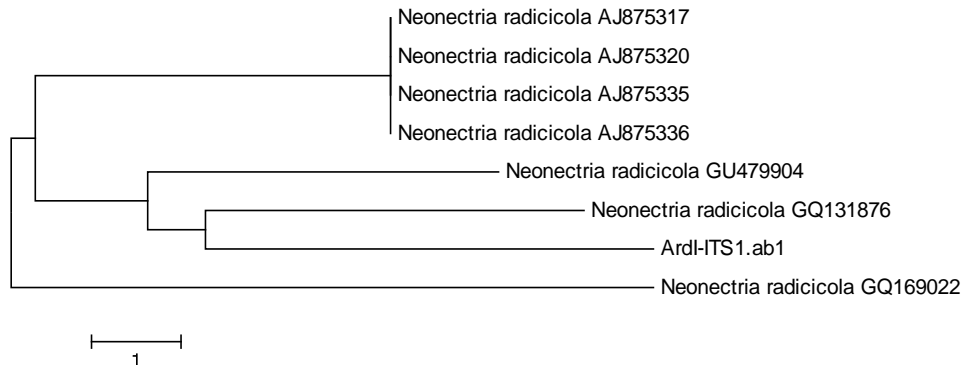 Neonectria radicicola AJ875317
Neonectria radicicola AJ875320
Neonectria radicicola AJ875335
Neonectria radicicola AJ875336
Neonectria radicicola GU479904
Neonectria radicicola GQ131876
ArdI-ITS1.ab1
Neonectria radicicola GQ169022
1